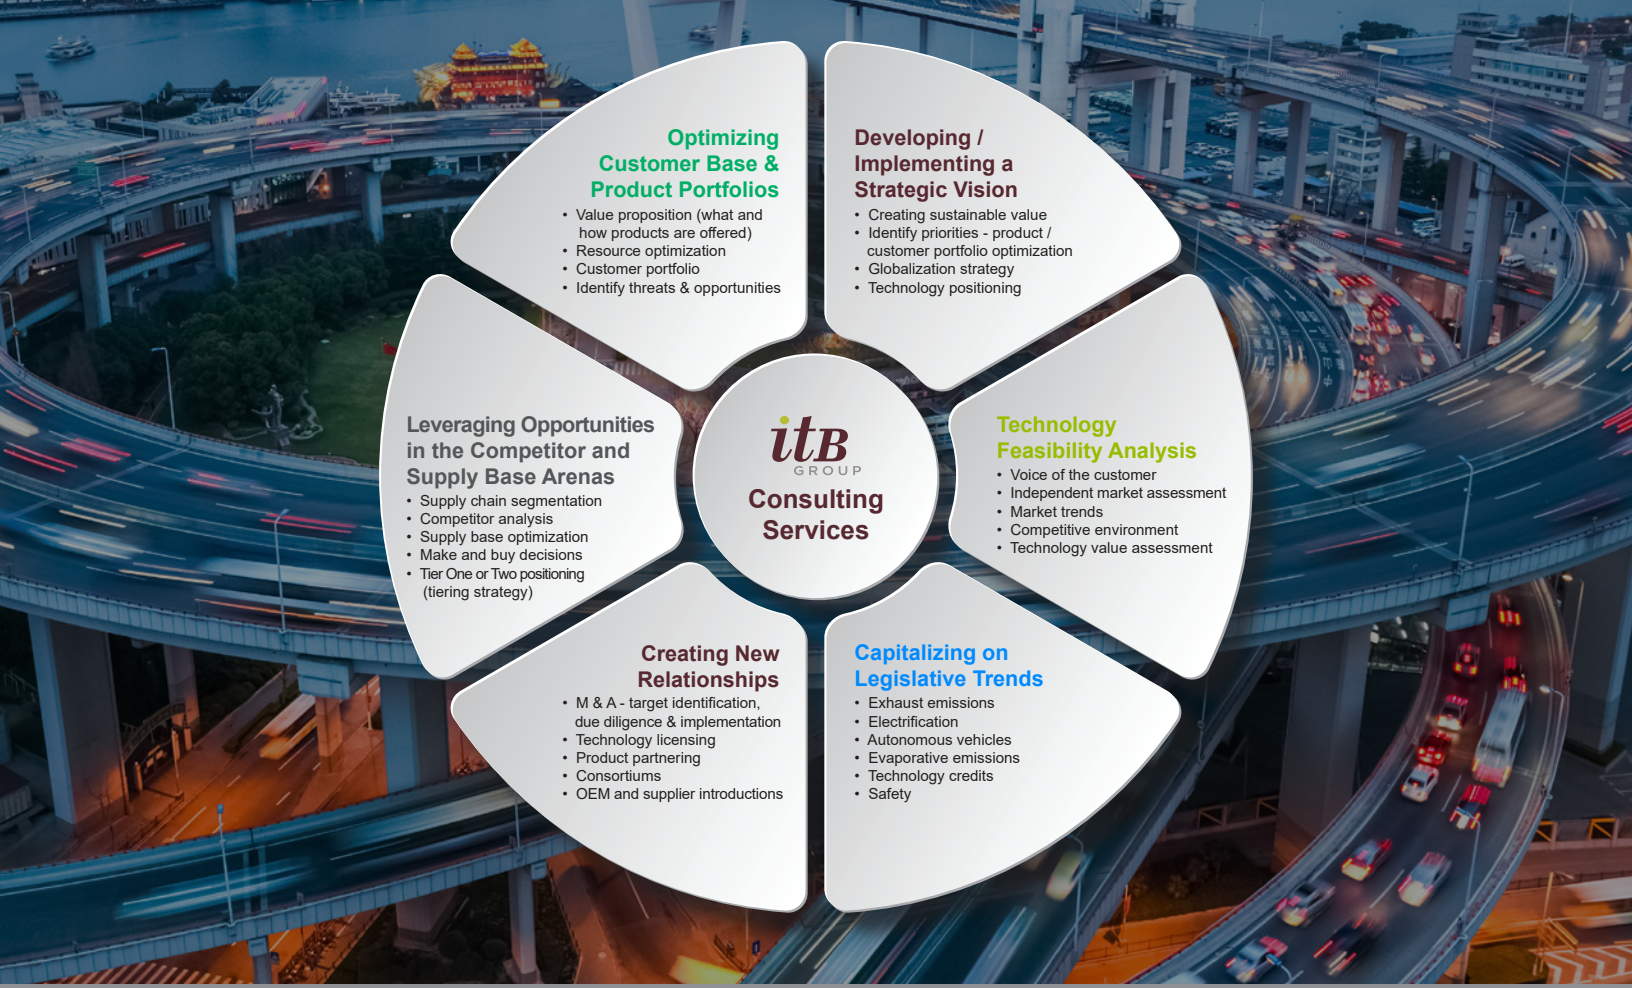 Optimizing
Customer Base &
Product Portfolios
• Value proposition (what and
how products are offered)
• Resource optimization
• Customer portfolio
• Identify threats & opportunities
Developing /
Implementing a
Strategic Vision
• Creating sustainable value
• Identify priorities - product /
customer portfolio optimization
• Globalization strategy
• Technology positioning
Leveraging Opportunities
in the Competitor and
Supply Base Arenas
• Supply chain segmentation
• Competitor analysis
• Supply base optimization
• Make and buy decisions
• Tier One or Two positioning
(tiering strategy)
itB
GROUP
Consulting
Services
Technology
Feasibility Analysis
• Voice of the customer
• Independent market assessment
• Market trends
• Competitive environment
• Technology value assessment
Creating New
Relationships
• M & A - target identification,
due diligence & implementation
• Technology licensing
• Product partnering
• Consortiums
• OEM and supplier introductions
Capitalizing on
Legislative Trends
• Exhaust emissions
• Electrification
• Autonomous vehicles
• Evaporative emissions
• Technology credits
• Safety